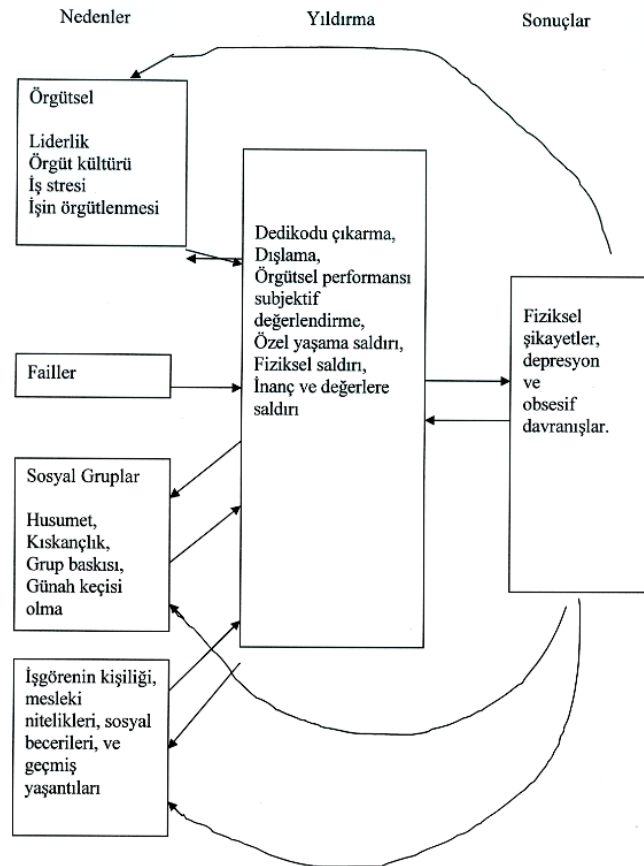 Nedenler
Yıldırma
Sonuçlar
Örgütsel
Liderlik
Örgüt kültürü
İş stresi
İşin örgütlenmesi
Failler
Sosyal Gruplar
Husumet,
Kıskançlık,
Grup baskısı,
Günah keçisi
olma
İşgörenin kişiliği,
mesleki
nitelikleri, sosyal
becerileri, ve
geçmiş
yaşantıları
Dedikodu çıkarma,
Dışlama,
Örgütsel performansı
subjektif
değerlendirme,
Özel yaşama saldırı,
Fiziksel saldırı,
İnanç ve değerlere
saldırı
Fiziksel
şikayetler,
depresyon
ve
obsesif
davranışlar.